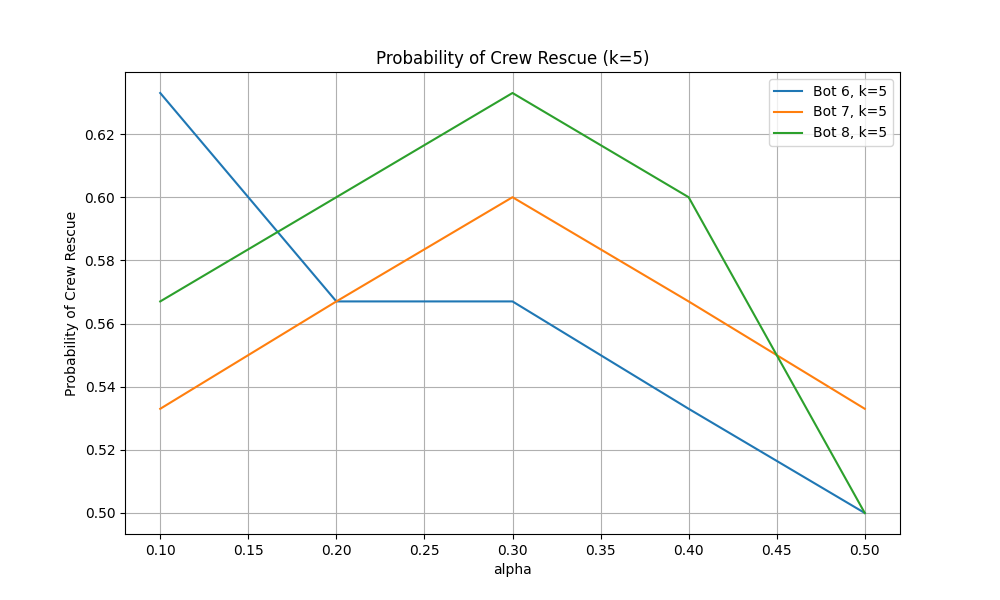 Probability of Crew Rescue (k=5)
Bot 6, k=5
Bot 7, k=5
Bot 8, k=5
Probability of Crew Rescue
0.62
0.60
0.58
0.56
0.54
0.52
0.50
0.10 0.15 0.20 0.25 0.30 0.35 0.40 0.45 0.50
alpha